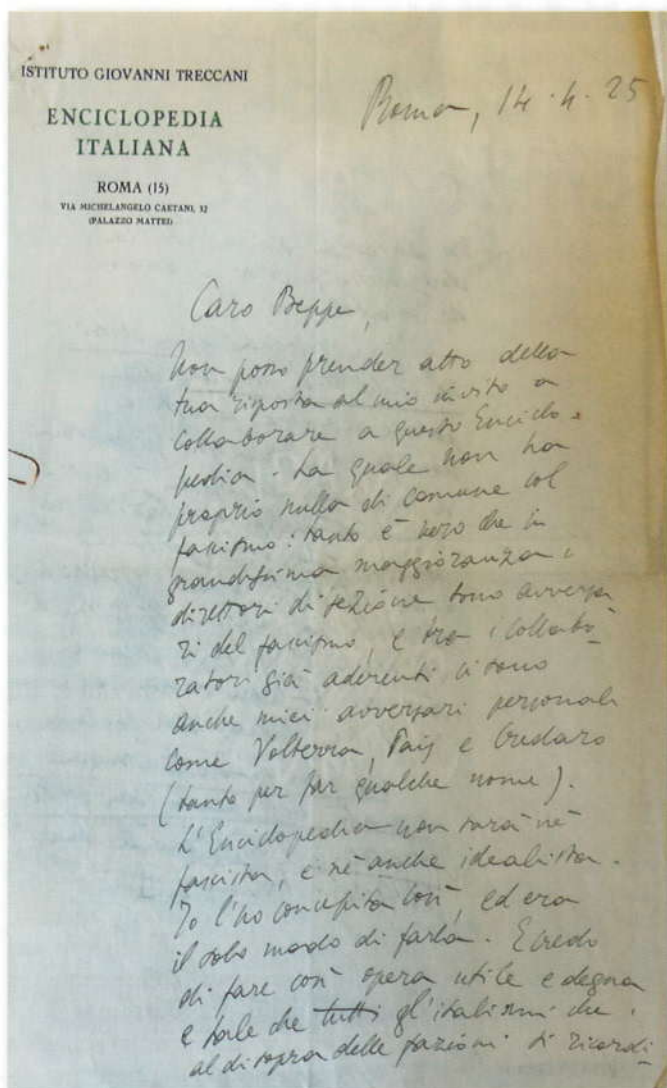 ISTITUTO GIOVANNI TRECCANI
ENCICLOPEDIA
ITALIANA
ROMA (15)
VIA MICHELANGELO CAETANI, 32
(PALAZZO MATTEI)
Roma, 14.4.25
Caro Beppe,
Non posso prender atto della
tua risposta al mio invito a
collaborare a questa Enciclo-
pedia. La quale non ha
proprio nulla di comune col
fascismo: tanto è vero che in
grandissima maggioranza i
direttori di sezione sono avversa
ri del fascismo, e tra i collabo-
ratori già aderenti ci sono
anche miei avversari personali
come Volterra, Pais e Credaro
(tanto per far qualche nome).
L'Enciclopedia non sarà nè
fascista, e nè anche idealista.
Io l'ho concepita così, ed era
il solo modo di farla. E credo
di fare così opera utile e degna
e tale che tutti gl'italiani che
al di sopra delle fazioni si ricordi-